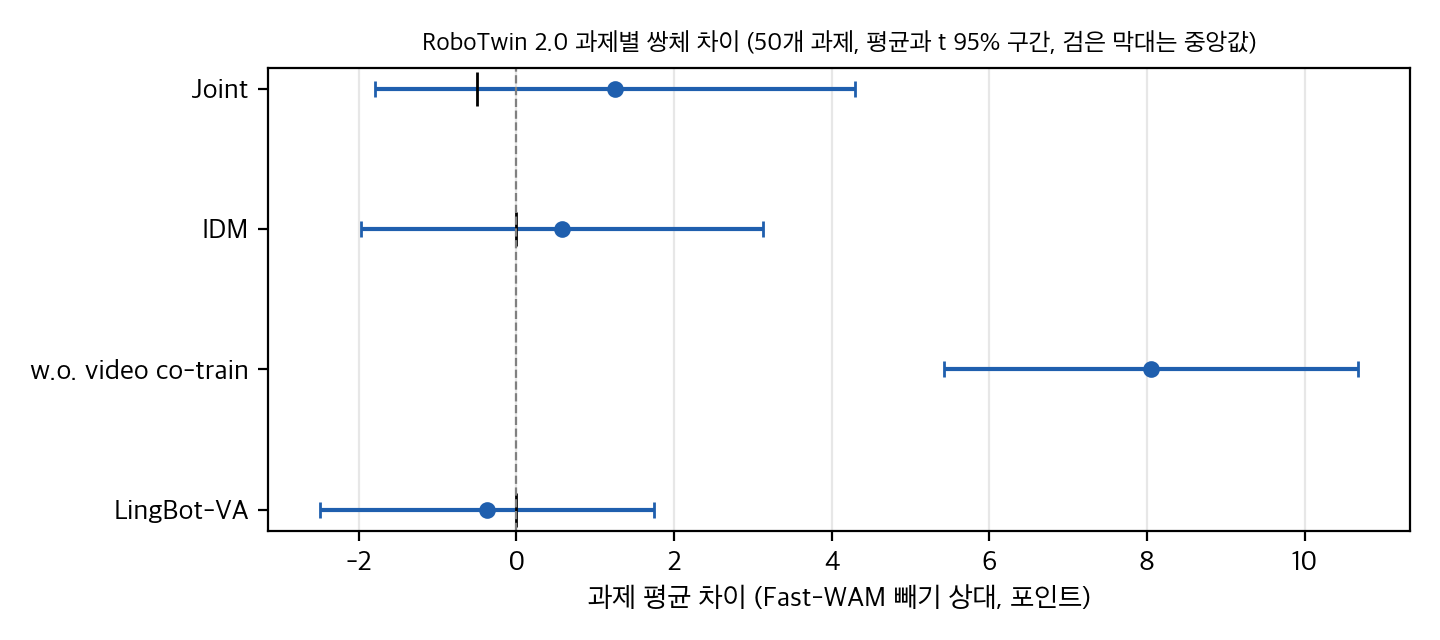 RoboTwin 2.0 과제별 쌍체 차이 (50개 과제, 평균과 t 95% 구간, 검은 막대는 중앙값)
Joint
IDM
w.o. video co-train
LingBot-VA
-2 0 2 4 6 8 10
과제 평균 차이 (Fast-WAM 빼기 상대, 포인트)